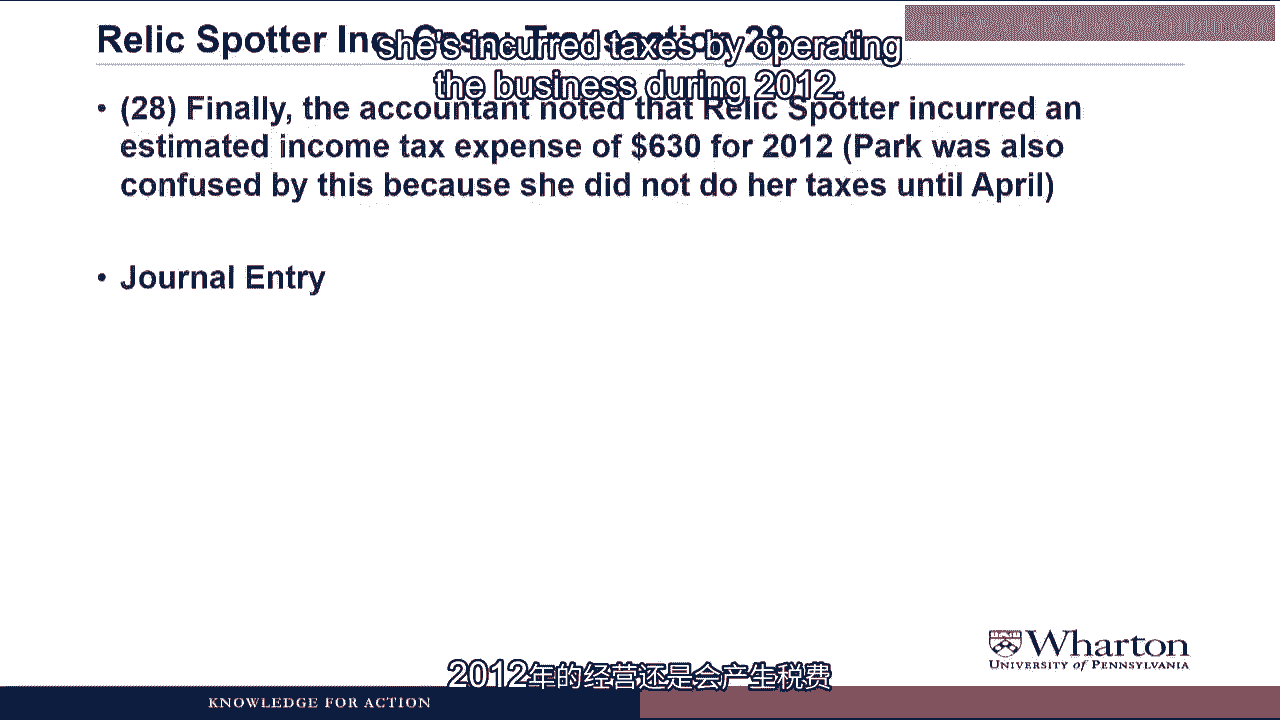 Relic Spotter Inc. Case: Transaction 28
she's incurred taxes by operating
the business during 2012.
• (28) Finally, the accountant noted that Relic Spotter incurred an
estimated income tax expense of $630 for 2012 (Park was also
confused by this because she did not do her taxes until April)
• Journal Entry
Wharton
UNIVERSITY of PENNSYLVANIA
2012年的经营还是会产生税费
KNOWLEDGE FOR ACTION